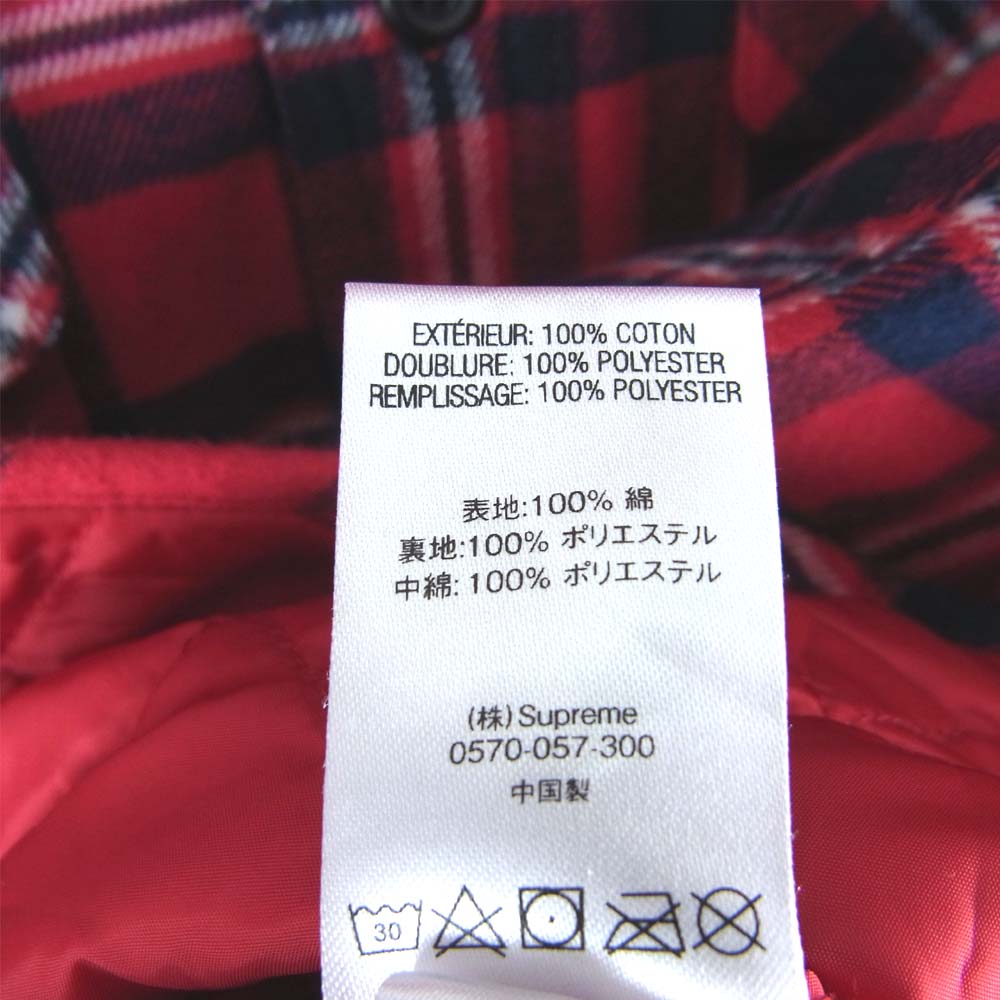 EXTÉRIEUR: 100% COTON
DOUBLURE: 100% POLYESTER
REMPLISSAGE: 100% POLYESTER
表地:100% 綿
裏地:100% ポリエステル
中綿: 100% ポリエステル
(株)Supreme
0570-057-300
中国製
30